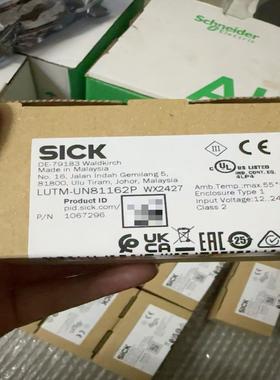 Schneider
Electric
SICK
DE-79183 Waldkirch
Made in Malaysia
No. 16, Jalan Indah Gemilang 5,
81800, Ulu Tiram, Johor, Malaysia
LUTM-UN81162P WX2427
Product ID
pid.sick.com/
P/N
1067296
III
C UL US LISTED
IND. CONT. EQ.
4LP4
Amb.Temp.:max.55°
Enclosure Type 1
Input Voltage:12..24
Class 2
UK
CA
EAC
25
SICK
SICK